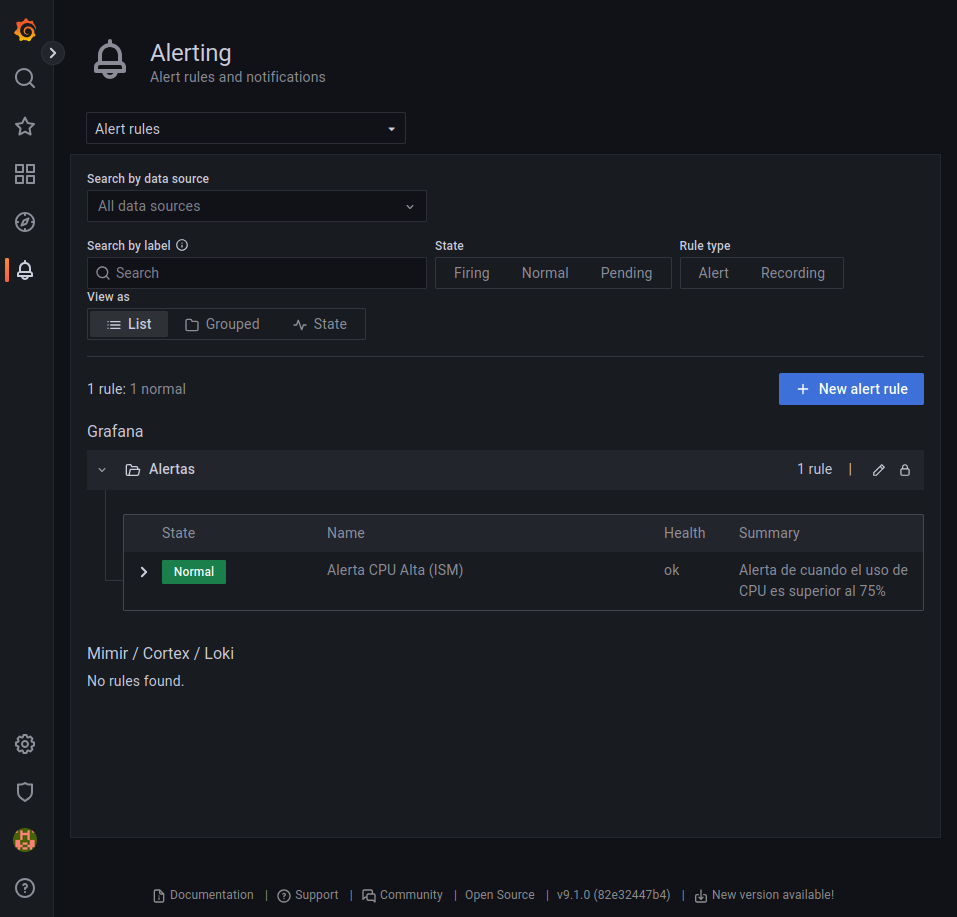 Alerting
Alert rules and notifications
Alert rules
Search by data source
All data sources
Search by label State Rule type
Search Firing Normal Pending Alert Recording
View as
List Grouped State
1 rule: 1 normal + New alert rule
Grafana
Alertas 1 rule |
State Name Health Summary
Normal Alerta CPU Alta (ISM) ok Alerta de cuando el uso de
CPU es superior al 75%
Mimir / Cortex / Loki
No rules found.
Documentation | Support | Community | Open Source | v9.1.0 (82e32447b4) | New version available!